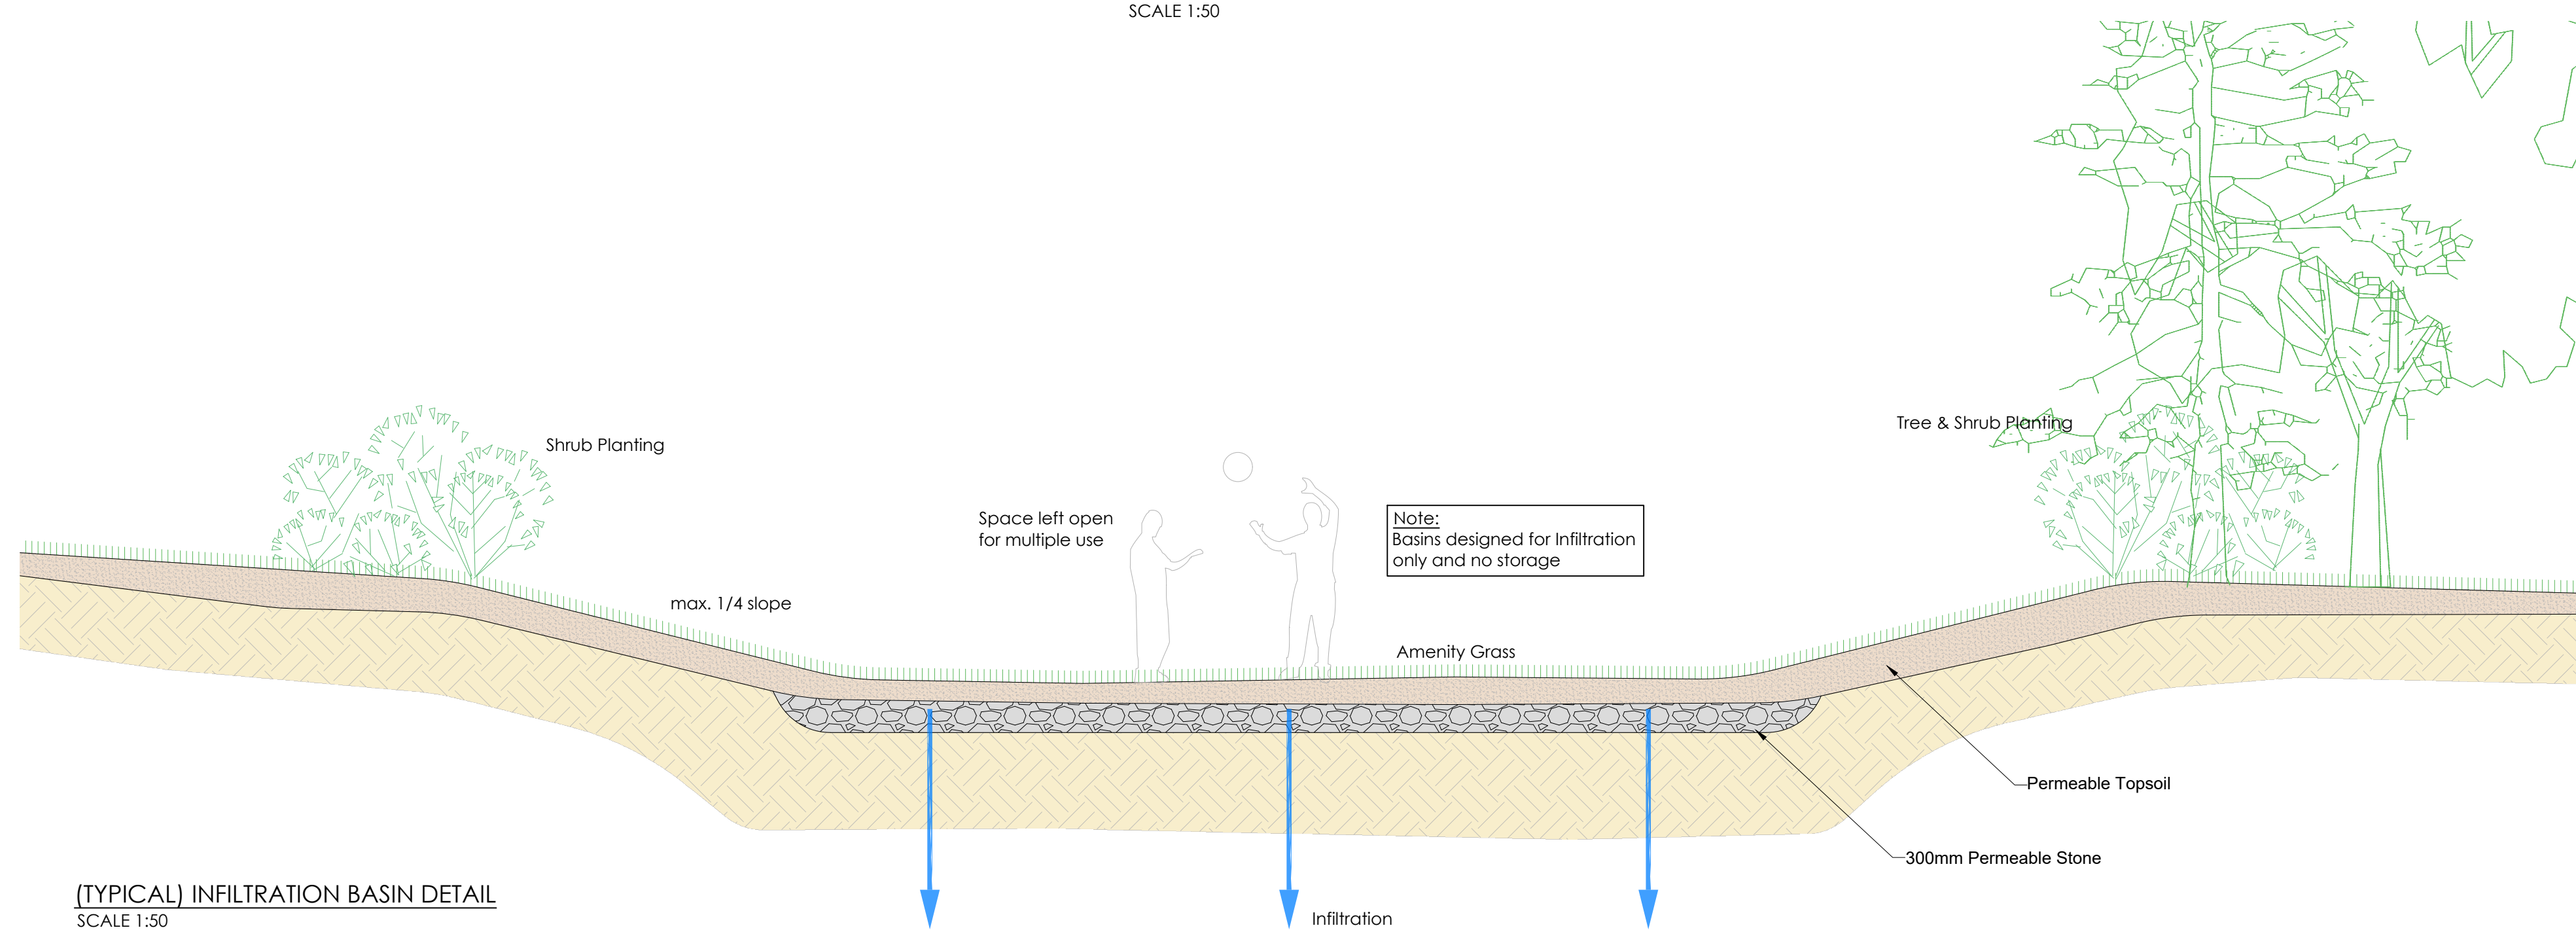 SCALE 1:50
Tree & Shrub Planting
Shrub Planting
Space left open
for multiple use
Note:
Basins designed for Infiltration
only and no storage
max. 1/4 slope
Amenity Grass
Permeable Topsoil
300mm Permeable Stone
(TYPICAL) INFILTRATION BASIN DETAIL
SCALE 1:50
Infiltration